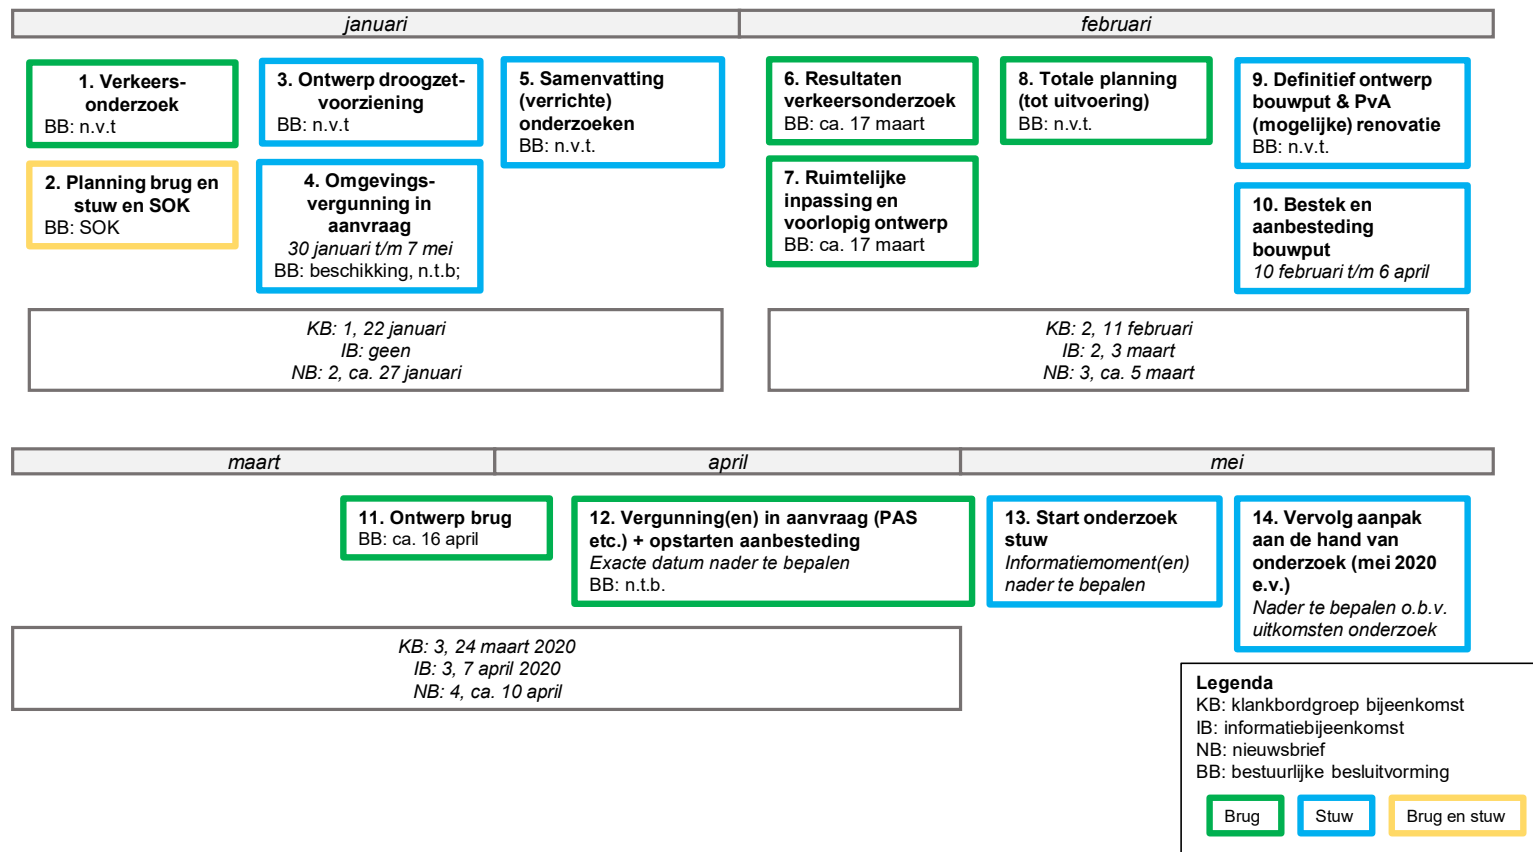 januari
februari
1. Verkeers-
onderzoek
BB: n.v.t
2. Planning brug en
stuw en SOK
BB: SOK
3. Ontwerp droogzet-
voorziening
BB: n.v.t
4. Omgevings-
vergunning in
aanvraag
30 januari t/m 7 mei
BB: beschikking, n.t.b;
5. Samenvatting
(verrichte)
onderzoeken
BB: n.v.t.
6. Resultaten
verkeersonderzoek
BB: ca. 17 maart
7. Ruimtelijke
inpassing en
voorlopig ontwerp
BB: ca. 17 maart
8. Totale planning
(tot uitvoering)
BB: n.v.t.
9. Definitief ontwerp
bouwput & PvA
(mogelijke) renovatie
BB: n.v.t.
10. Bestek en
aanbesteding
bouwput
10 februari t/m 6 april
KB: 1, 22 januari
IB: geen
NB: 2, ca. 27 januari
KB: 2, 11 februari
IB: 2, 3 maart
NB: 3, ca. 5 maart
maart
april
mei
11. Ontwerp brug
BB: ca. 16 april
12. Vergunning(en) in aanvraag (PAS
etc.) + opstarten aanbesteding
Exacte datum nader te bepalen
BB: n.t.b.
13. Start onderzoek
stuw
Informatiemoment(en)
nader te bepalen
14. Vervolg aanpak
aan de hand van
onderzoek (mei 2020
e.v.)
Nader te bepalen o.b.v.
uitkomsten onderzoek
KB: 3, 24 maart 2020
IB: 3, 7 april 2020
NB: 4, ca. 10 april
Legenda
KB: klankbordgroep bijeenkomst
IB: informatiebijeenkomst
NB: nieuwsbrief
BB: bestuurlijke besluitvorming
Brug
Stuw
Brug en stuw